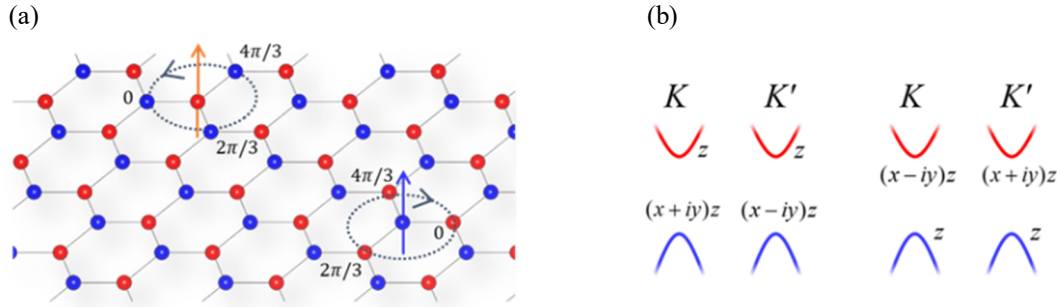 (a)
4π/3
0
2π/3
4π/3
0
2π/3
(b)
K K′ K K′
z z
(x − iy)z (x + iy)z
(x + iy)z (x − iy)z
z z